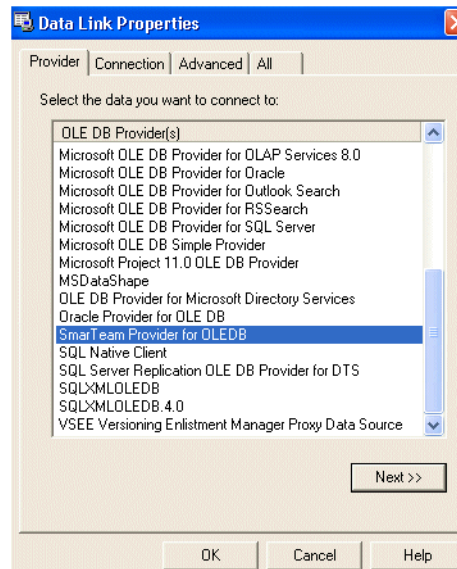 Data Link Properties
Provider Connection Advanced All
Select the data you want to connect to:
OLE DB Provider(s)
Microsoft OLE DB Provider for OLAP Services 8.0
Microsoft OLE DB Provider for Oracle
Microsoft OLE DB Provider for Outlook Search
Microsoft OLE DB Provider for RSSearch
Microsoft OLE DB Provider for SQL Server
Microsoft OLE DB Simple Provider
Microsoft Project 11.0 OLE DB Provider
MSDataShape
OLE DB Provider for Microsoft Directory Services
Oracle Provider for OLE DB
SmarTeam Provider for OLEDB
SQL Native Client
SQL Server Replication OLE DB Provider for DTS
SQLXMLOLEDB
SQLXMLOLEDB.4.0
VSEE Versioning Enlistment Manager Proxy Data Source
Next >>
OK Cancel Help